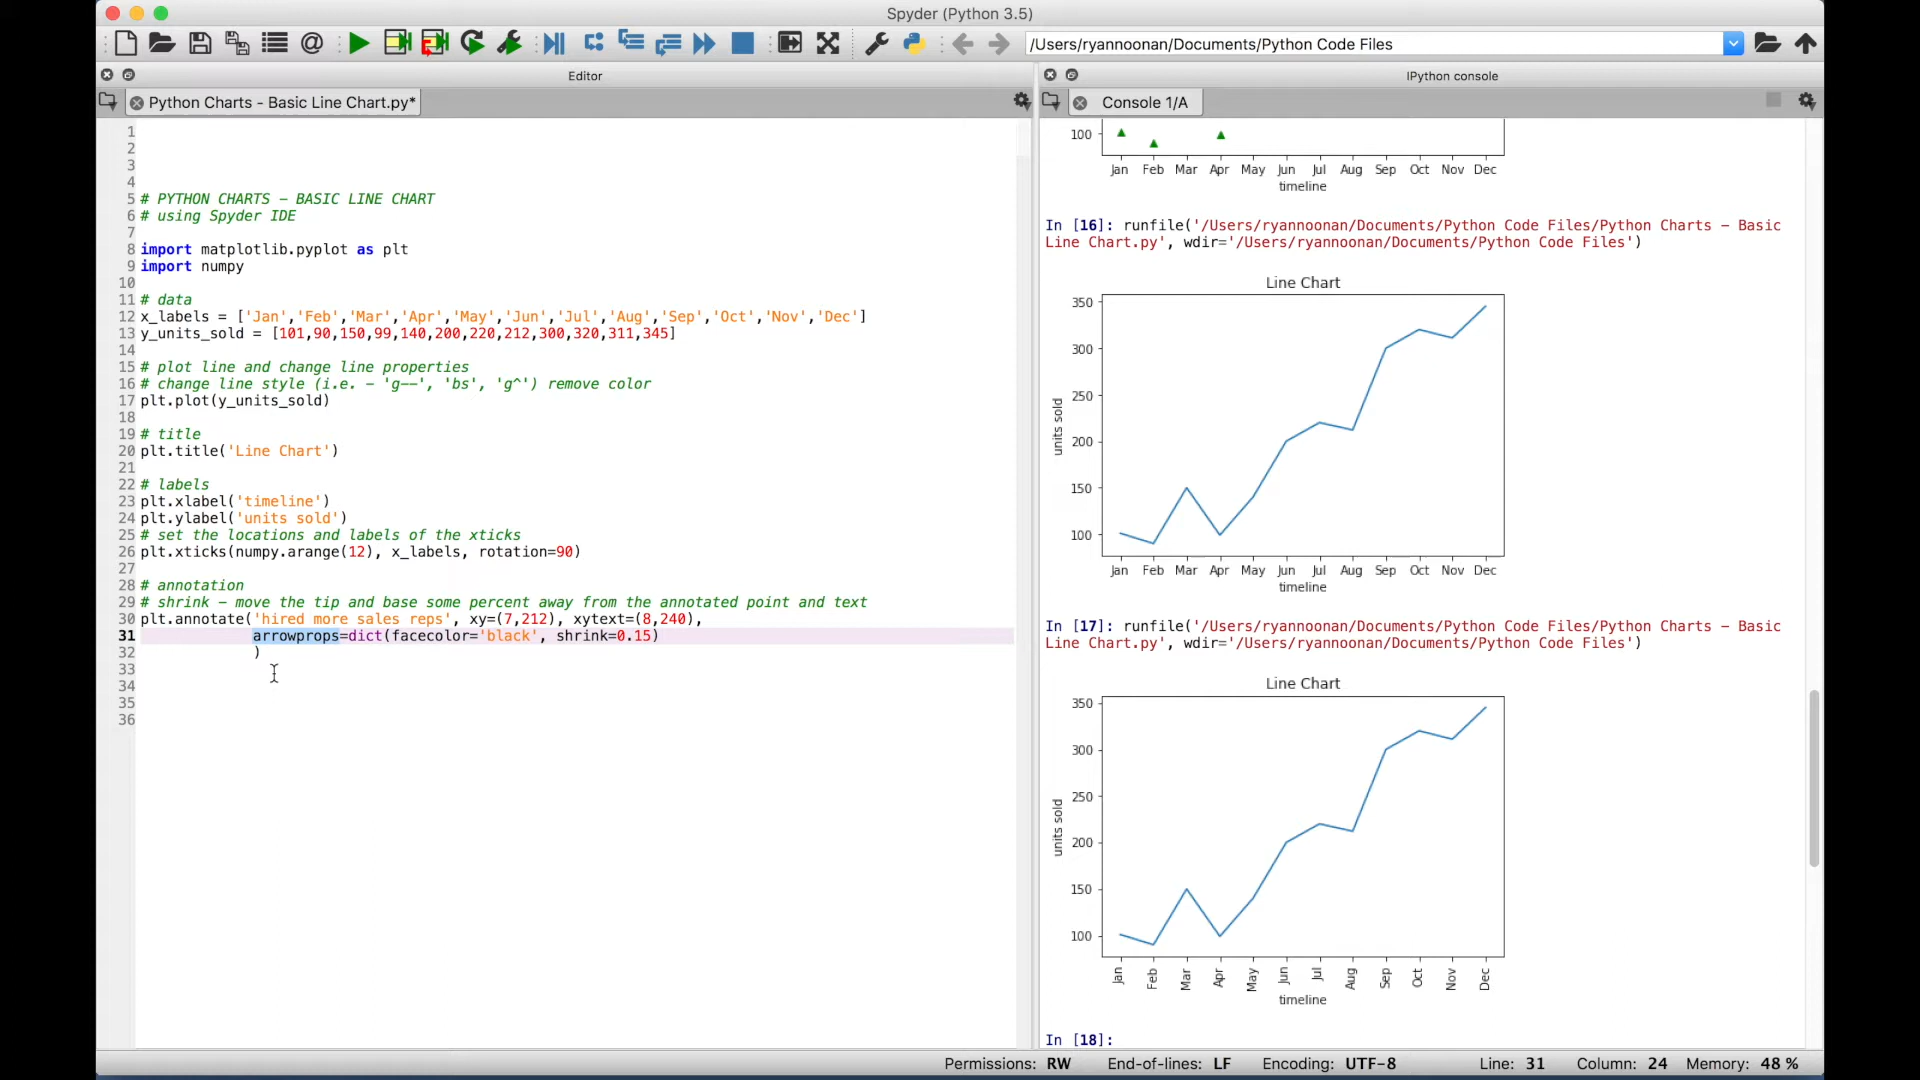 Spyder (Python 3.5)
/Users/ryannoonan/Documents/Python Code Files
Editor
Python Charts - Basic Line Chart.py*
1
2
3
4
5 # PYTHON CHARTS – BASIC LINE CHART
6 # using Spyder IDE
7
8 import matplotlib.pyplot as plt
9 import numpy
10
11 # data
12 x_labels = ['Jan','Feb','Mar','Apr','May','Jun','Jul','Aug','Sep','Oct','Nov','Dec']
13 y_units_sold = [101,90,150,99,140,200,220,212,300,320,311,345]
14
15 # plot line and change line properties
16 # change line style (i.e. – 'g––', 'bs', 'g^') remove color
17 plt.plot(y_units_sold)
18
19 # title
20 plt.title('Line Chart')
21
22 # labels
23 plt.xlabel('timeline')
24 plt.ylabel('units sold')
25 # set the locations and labels of the xticks
26 plt.xticks(numpy.arange(12), x_labels, rotation=90)
27
28 # annotation
29 # shrink – move the tip and base some percent away from the annotated point and text
30 plt.annotate('hired more sales reps', xy=(7,212), xytext=(8,240),
31 arrowprops=dict(facecolor='black', shrink=0.15)
32 )
33
34
35
36
IPython console
Console 1/A
100
Jan Feb Mar Apr May Jun Jul Aug Sep Oct Nov Dec
timeline
In [16]: runfile('/Users/ryannoonan/Documents/Python Code Files/Python Charts – Basic
Line Chart.py', wdir='/Users/ryannoonan/Documents/Python Code Files')
Line Chart
350
300
250
200
150
100
units sold
Jan Feb Mar Apr May Jun Jul Aug Sep Oct Nov Dec
timeline
In [17]: runfile('/Users/ryannoonan/Documents/Python Code Files/Python Charts – Basic
Line Chart.py', wdir='/Users/ryannoonan/Documents/Python Code Files')
Line Chart
350
300
250
200
150
100
units sold
Jan Feb Mar Apr May Jun Jul Aug Sep Oct Nov Dec
timeline
In [18]:
Permissions: RW End-of-lines: LF Encoding: UTF-8 Line: 31 Column: 24 Memory: 48 %